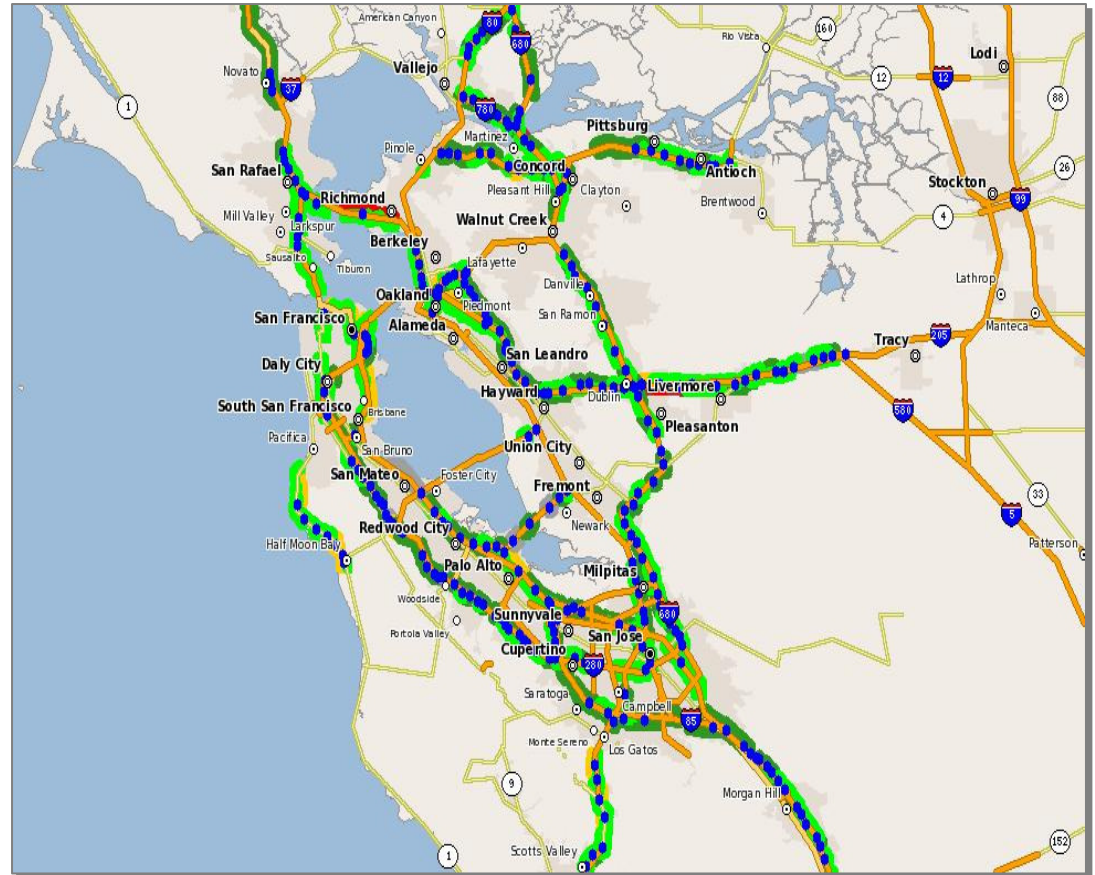 American Canyon
80
680
160
Rio Vista
Lodi
Vallejo
Novato
37
12
12
88
1
780
Martinez
Pittsburg
Pinole
Concord
Antioch
26
San Rafael
Pleasant Hill
Clayton
Stockton
Richmond
Brentwood
99
Mill Valley
Larkspur
Walnut Creek
4
Berkeley
Sausalito
Tiburon
Lafayette
Lathrop
Danville
Oakland
Piedmont
San Francisco
Alameda
San Ramon
Manteca
Tracy
205
San Leandro
Daly City
Hayward
Dublin
Livermore
South San Francisco
Brisbane
580
Pleasanton
Pacifica
San Bruno
Union City
San Mateo
Foster City
Fremont
33
5
Redwood City
Newark
Half Moon Bay
Patterson
Palo Alto
Milpitas
Woodside
Sunnyvale
680
Portola Valley
San Jose
Cupertino
280
Saratoga
Campbell
85
Monte Sereno
Los Gatos
9
Morgan Hill
Scotts Valley
1
152